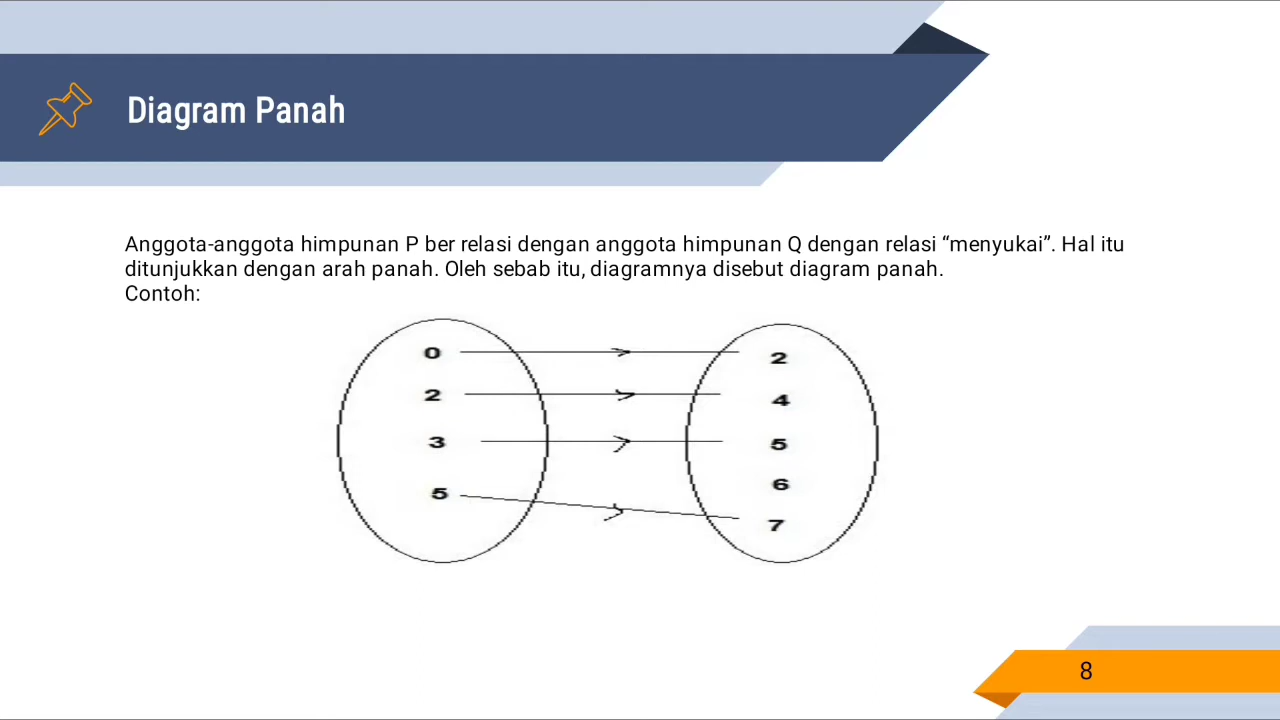 Diagram Panah
Anggota-anggota himpunan P ber relasi dengan anggota himpunan Q dengan relasi “menyukai”. Hal itu
ditunjukkan dengan arah panah. Oleh sebab itu, diagramnya disebut diagram panah.
Contoh:
0 2
2 4
3 5
6
5 7
8